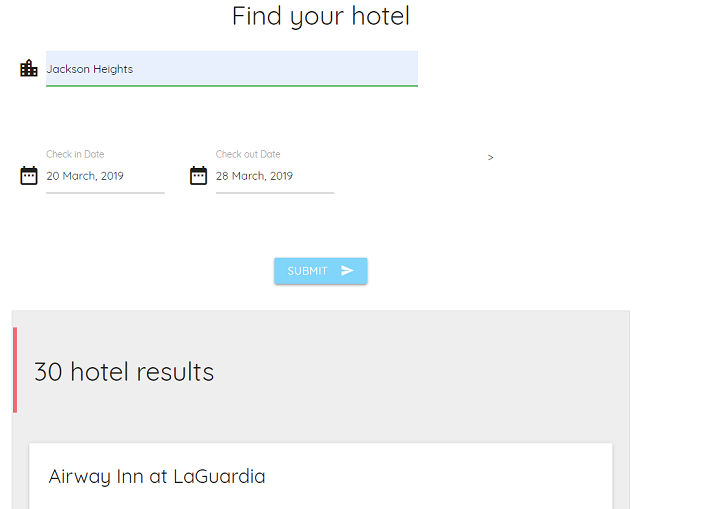 Find your hotel
Jackson Heights
Check in Date
Check out Date
20 March, 2019
28 March, 2019
>
SUBMIT
30 hotel results
Airway Inn at LaGuardia